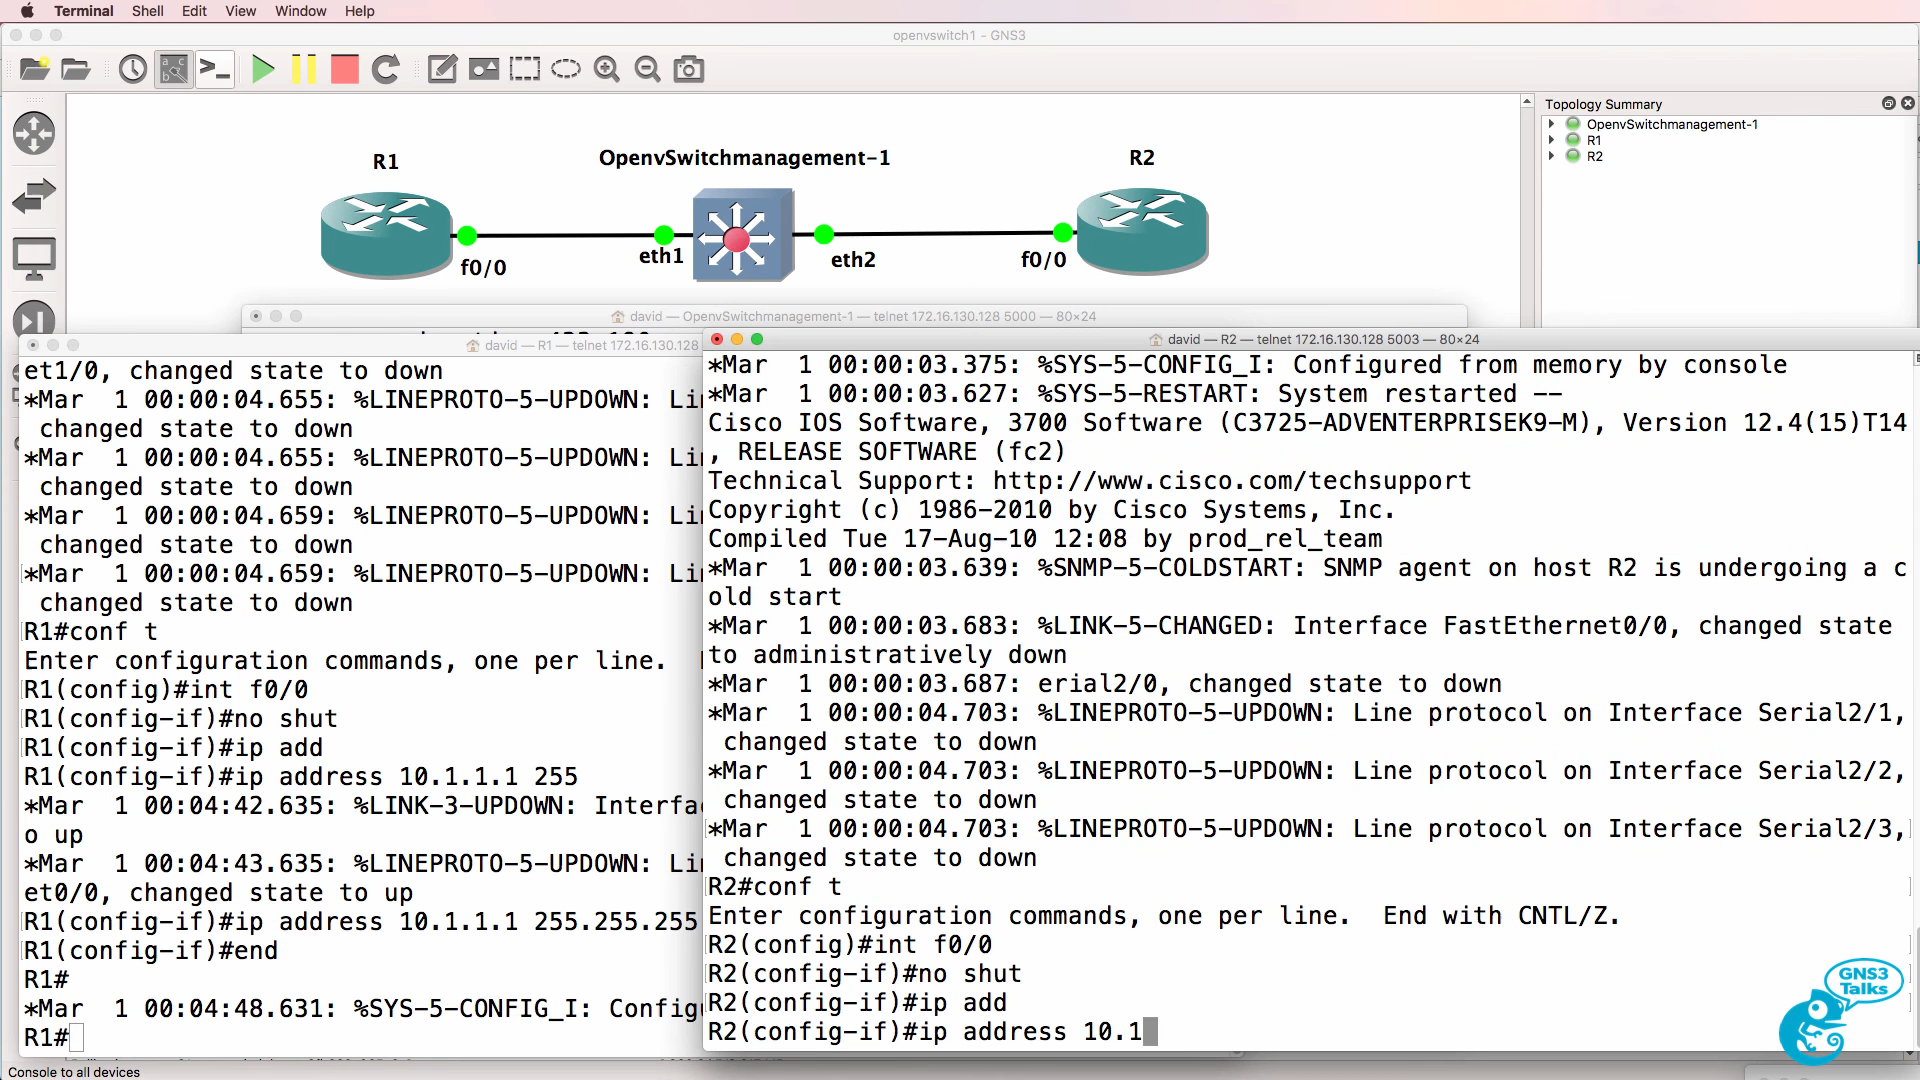 Terminal Shell Edit View Window Help
openvswitch1 - GNS3
Topology Summary
OpenvSwitchmanagement-1
R1
R2
R1
OpenvSwitchmanagement-1
R2
f0/0
eth1
eth2
f0/0
david — OpenvSwitchmanagement-1 — telnet 172.16.130.128 5000 — 80×24
david — R1 — telnet 172.16.130.128
et1/0, changed state to down
*Mar  1 00:00:04.655: %LINEPROTO-5-UPDOWN: Li
changed state to down
*Mar  1 00:00:04.655: %LINEPROTO-5-UPDOWN: Li
changed state to down
*Mar  1 00:00:04.659: %LINEPROTO-5-UPDOWN: Li
changed state to down
*Mar  1 00:00:04.659: %LINEPROTO-5-UPDOWN: Li
changed state to down
R1#conf t
Enter configuration commands, one per line.
R1(config)#int f0/0
R1(config-if)#no shut
R1(config-if)#ip add
R1(config-if)#ip address 10.1.1.1 255
*Mar  1 00:04:42.635: %LINK-3-UPDOWN: Interfa
o up
*Mar  1 00:04:43.635: %LINEPROTO-5-UPDOWN: Li
et0/0, changed state to up
R1(config-if)#ip address 10.1.1.1 255.255.255
R1(config-if)#end
R1#
*Mar  1 00:04:48.631: %SYS-5-CONFIG_I: Config
R1#
david — R2 — telnet 172.16.130.128 5003 — 80×24
*Mar  1 00:00:03.375: %SYS-5-CONFIG_I: Configured from memory by console
*Mar  1 00:00:03.627: %SYS-5-RESTART: System restarted --
Cisco IOS Software, 3700 Software (C3725-ADVENTERPRISEK9-M), Version 12.4(15)T14
, RELEASE SOFTWARE (fc2)
Technical Support: http://www.cisco.com/techsupport
Copyright (c) 1986-2010 by Cisco Systems, Inc.
Compiled Tue 17-Aug-10 12:08 by prod_rel_team
*Mar  1 00:00:03.639: %SNMP-5-COLDSTART: SNMP agent on host R2 is undergoing a c
old start
*Mar  1 00:00:03.683: %LINK-5-CHANGED: Interface FastEthernet0/0, changed state
to administratively down
*Mar  1 00:00:03.687: erial2/0, changed state to down
*Mar  1 00:00:04.703: %LINEPROTO-5-UPDOWN: Line protocol on Interface Serial2/1,
changed state to down
*Mar  1 00:00:04.703: %LINEPROTO-5-UPDOWN: Line protocol on Interface Serial2/2,
changed state to down
*Mar  1 00:00:04.703: %LINEPROTO-5-UPDOWN: Line protocol on Interface Serial2/3,
changed state to down
R2#conf t
Enter configuration commands, one per line.  End with CNTL/Z.
R2(config)#int f0/0
R2(config-if)#no shut
R2(config-if)#ip add
R2(config-if)#ip address 10.1
GNS3
Talks
Console to all devices